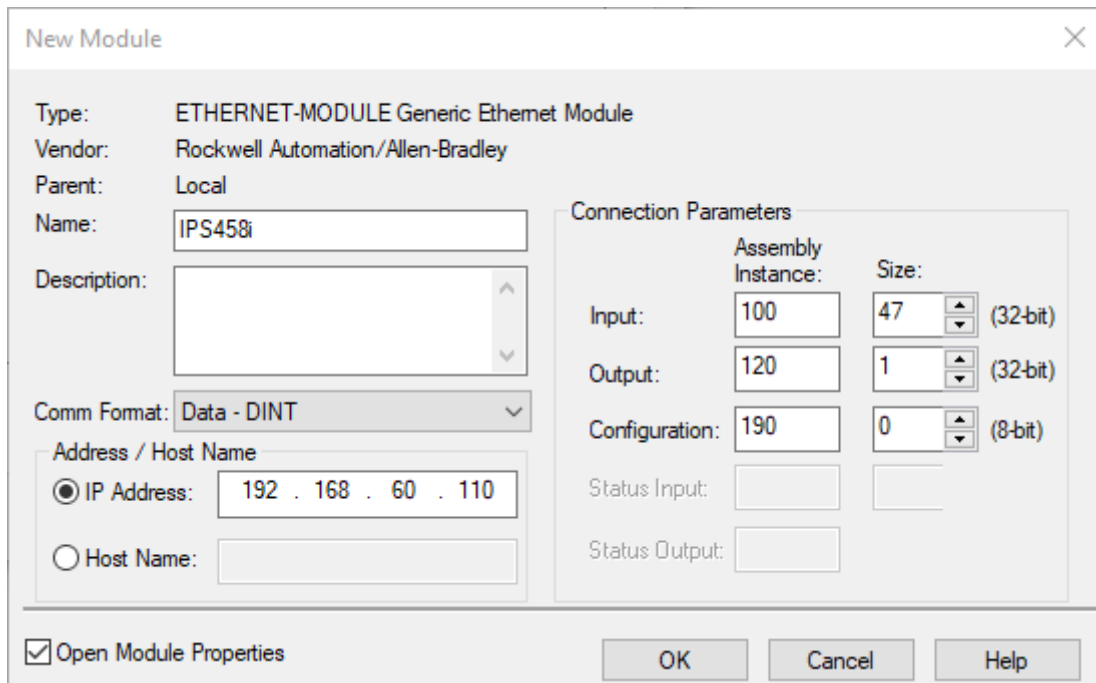 New Module
Type: ETHERNET-MODULE Generic Ethernet Module
Vendor: Rockwell Automation/Allen-Bradley
Parent: Local
Name: IPS458i
Description:
Comm Format: Data - DINT
Address / Host Name
IP Address: 192 . 168 . 60 . 110
Host Name:
Connection Parameters
Assembly
Instance: Size:
Input: 100 47 (32-bit)
Output: 120 1 (32-bit)
Configuration: 190 0 (8-bit)
Status Input:
Status Output:
Open Module Properties
OK Cancel Help